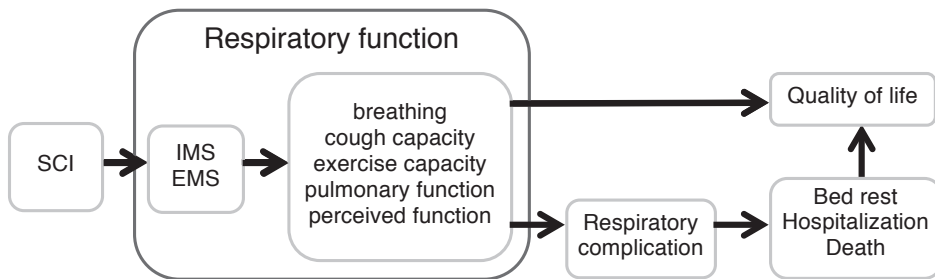 Respiratory function
SCI
IMS
EMS
breathing
cough capacity
exercise capacity
pulmonary function
perceived function
Quality of life
Respiratory
complication
Bed rest
Hospitalization
Death